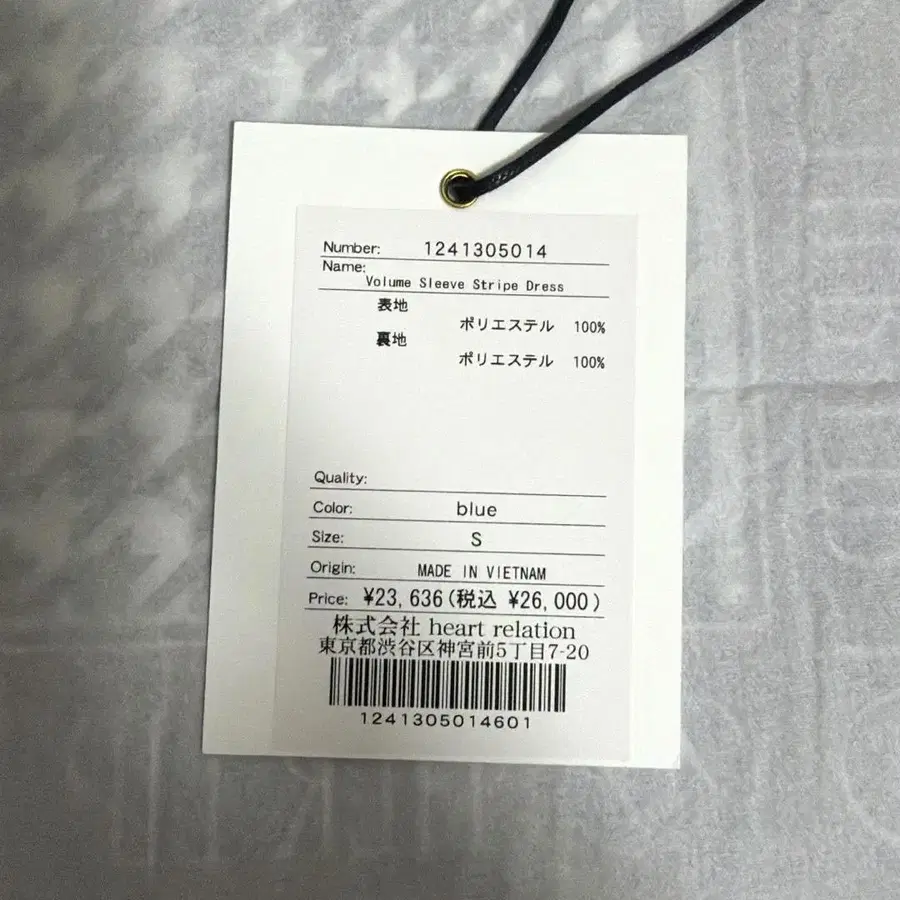 Number: 1241305014
Name:
Volume Sleeve Stripe Dress
表地
ポリエステル 100%
裏地
ポリエステル 100%
Quality:
Color: blue
Size: S
Origin: MADE IN VIETNAM
Price: ¥23,636(税込 ¥26,000)
株式会社 heart relation
東京都渋谷区神宮前5丁目7-20
1241305014601